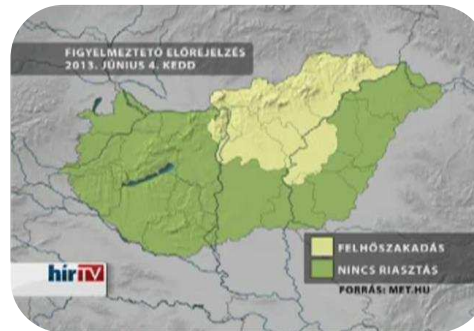 FIGYELMEZTETŐ ELŐREJELZÉS
2013. JÚNIUS 4. KEDD
FELHŐSZAKADÁS
NINCS RIASZTÁS
FORRÁS: MET.HU
hírTV